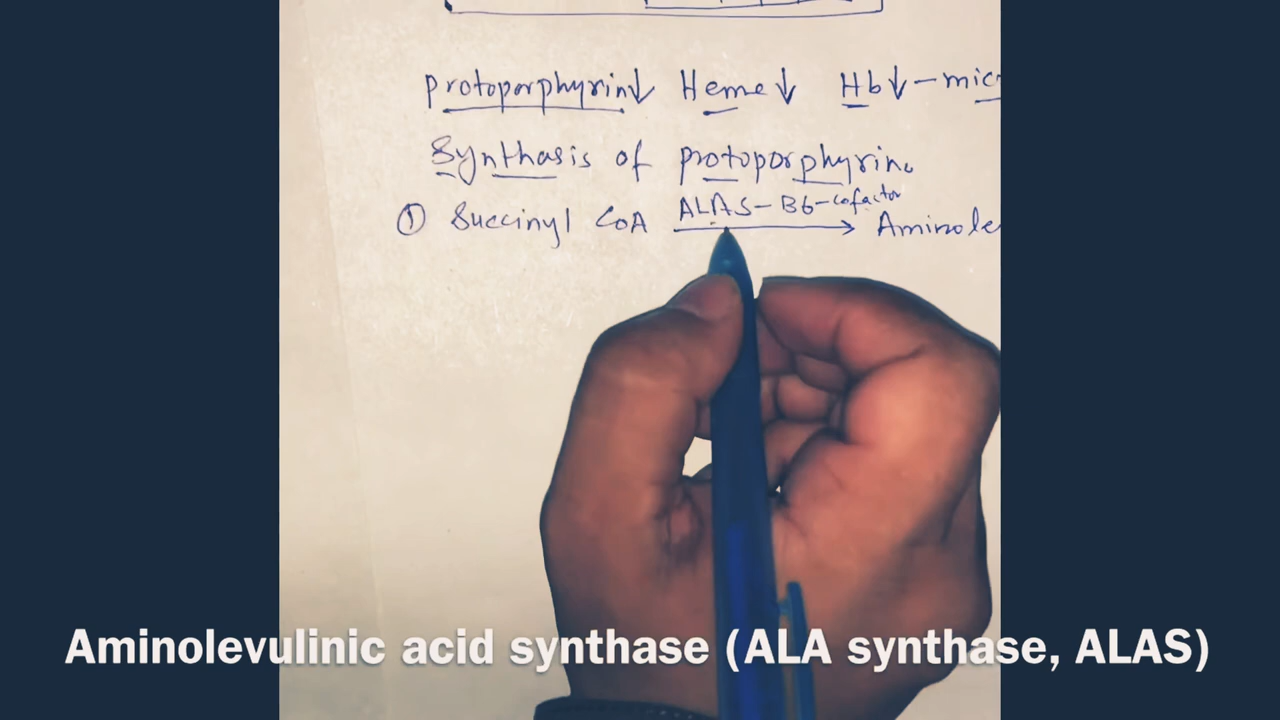 protoporphyrin↓ Heme↓ Hb↓-mic
Synthasis of protoporphyrin.
ALAS-B6-cofactor
① Succinyl CoA → Aminole
Aminolevulinic acid synthase (ALA synthase, ALAS)